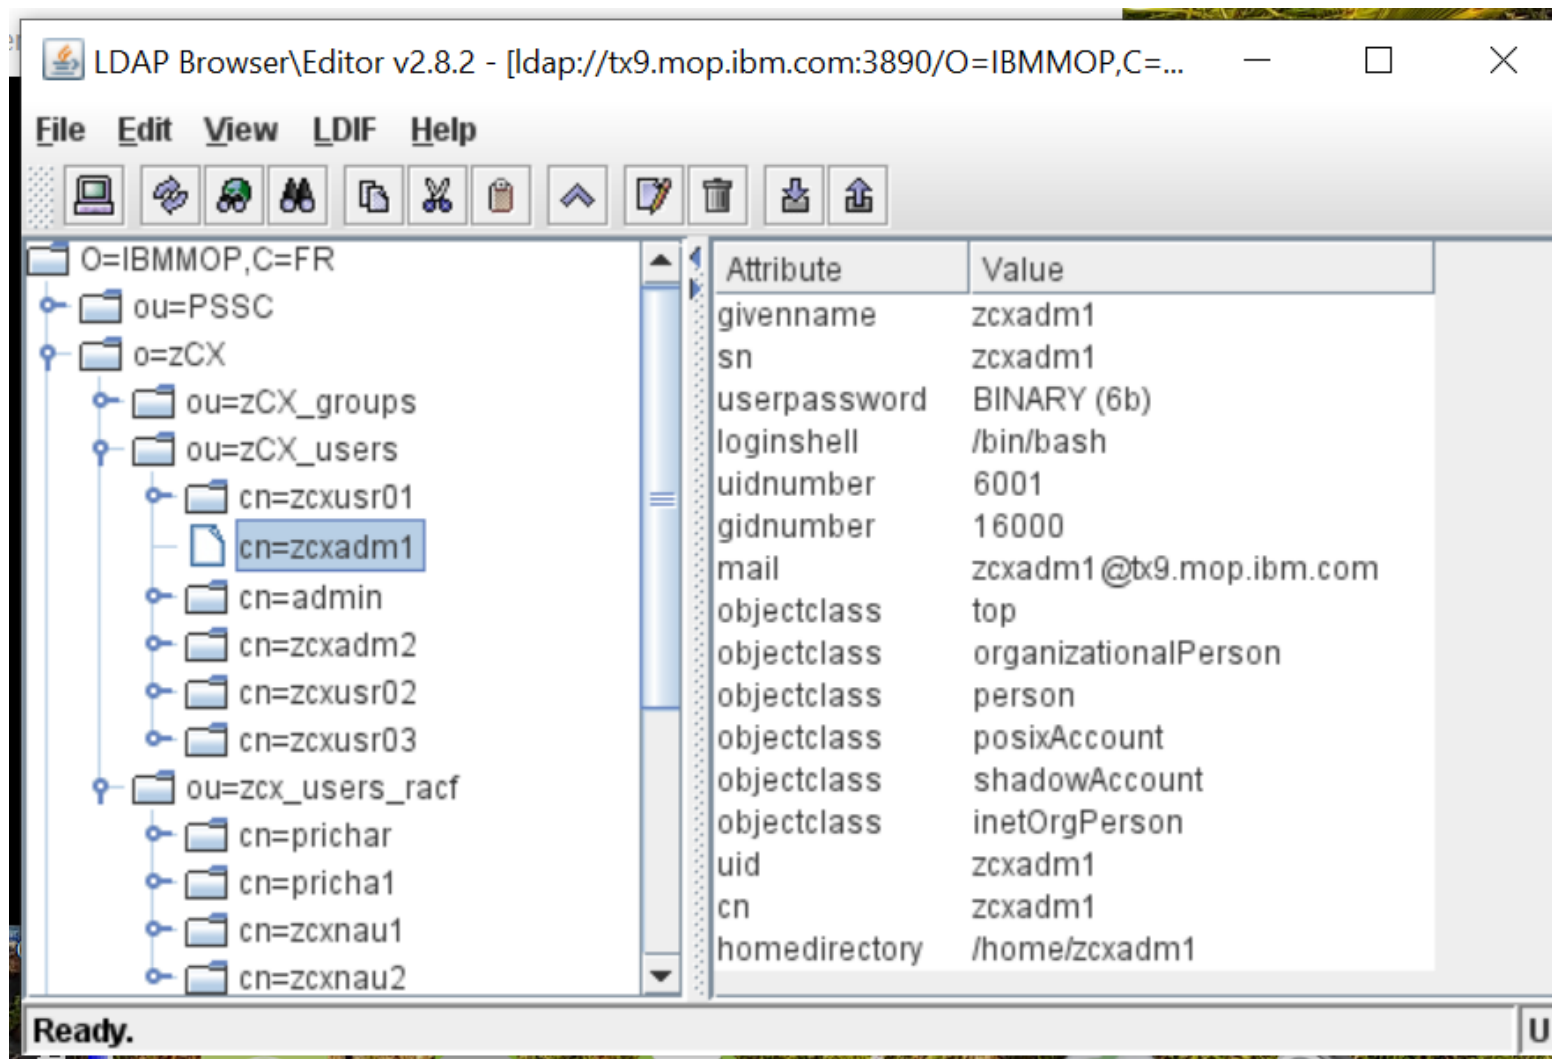 LDAP Browser\Editor v2.8.2 - [ldap://tx9.mop.ibm.com:3890/O=IBMMOP,C=...
File Edit View LDIF Help
O=IBMMOP,C=FR
ou=PSSC
o=zCX
ou=zCX_groups
ou=zCX_users
cn=zcxusr01
cn=zcxadm1
cn=admin
cn=zcxadm2
cn=zcxusr02
cn=zcxusr03
ou=zcx_users_racf
cn=prichar
cn=pricha1
cn=zcxnau1
cn=zcxnau2
Attribute Value
givenname zcxadm1
sn zcxadm1
userpassword BINARY (6b)
loginshell /bin/bash
uidnumber 6001
gidnumber 16000
mail zcxadm1@tx9.mop.ibm.com
objectclass top
objectclass organizationalPerson
objectclass person
objectclass posixAccount
objectclass shadowAccount
objectclass inetOrgPerson
uid zcxadm1
cn zcxadm1
homedirectory /home/zcxadm1
Ready.
U